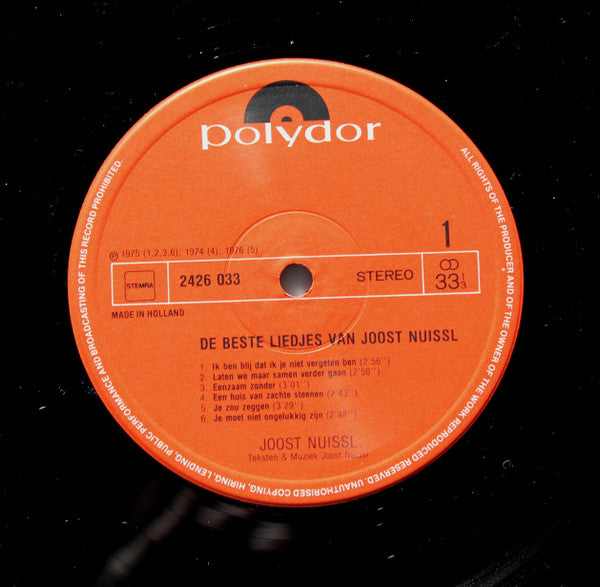 polydor
1
℗ 1975 (1,2,3,6); 1974 (4); 1976 (5)
STEMRA
2426 033
STEREO
33 1/3
MADE IN HOLLAND
DE BESTE LIEDJES VAN JOOST NUISSL
1. Ik ben blij dat ik je niet vergeten ben (2'56'')
2. Laten we maar samen verder gaan (2'50'')
3. Eenzaam zonder (3'01'')
4. Een huis van zachte steenen (2'43'')
5. Je zou zeggen (3'29'')
6. Je moet niet ongelukkig zijn (2'48'')
JOOST NUISSL
Teksten & Muziek Joost Nuissl
ALL RIGHTS OF THE PRODUCER AND OF THE OWNER OF THE WORK REPRODUCED RESERVED. UNAUTHORISED COPYING, HIRING, LENDING, PUBLIC PERFORMANCE AND BROADCASTING OF THIS RECORD PROHIBITED.